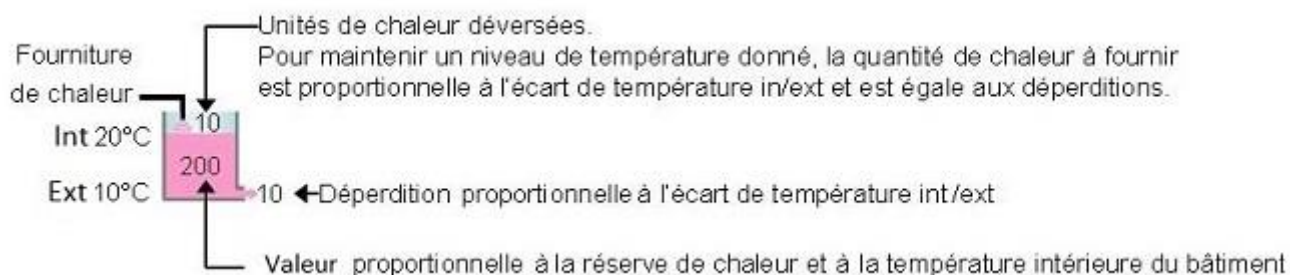 Unités de chaleur déversées.
Pour maintenir un niveau de température donné, la quantité de chaleur à fournir
est proportionnelle à l'écart de température in/ext et est égale aux déperditions.
Fourniture
de chaleur
10
Int 20°C
200
Ext 10°C
10 Déperdition proportionnelle à l'écart de température int/ext
Valeur proportionnelle à la réserve de chaleur et à la température intérieure du bâtiment